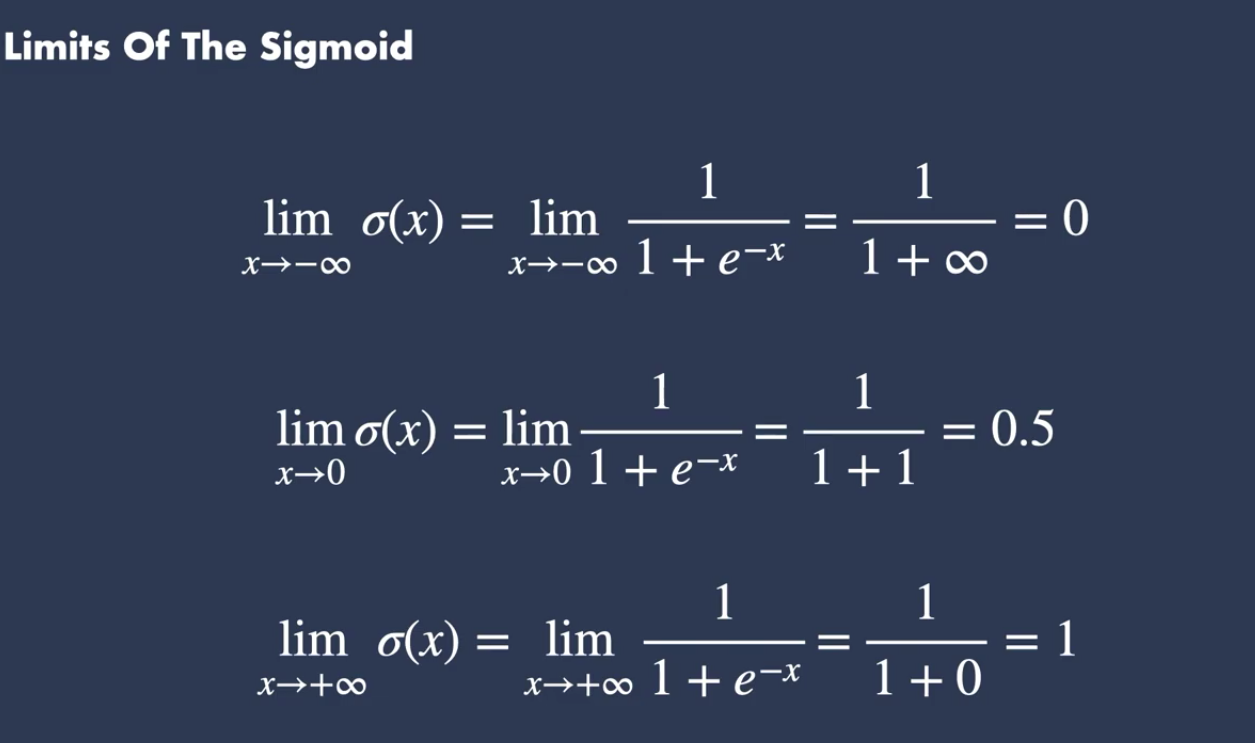 Limits Of The Sigmoid
lim x→−∞ σ(x) = lim x→−∞ 1/(1 + e^−x) = 1/(1 + ∞) = 0
lim x→0 σ(x) = lim x→0 1/(1 + e^−x) = 1/(1 + 1) = 0.5
lim x→+∞ σ(x) = lim x→+∞ 1/(1 + e^−x) = 1/(1 + 0) = 1